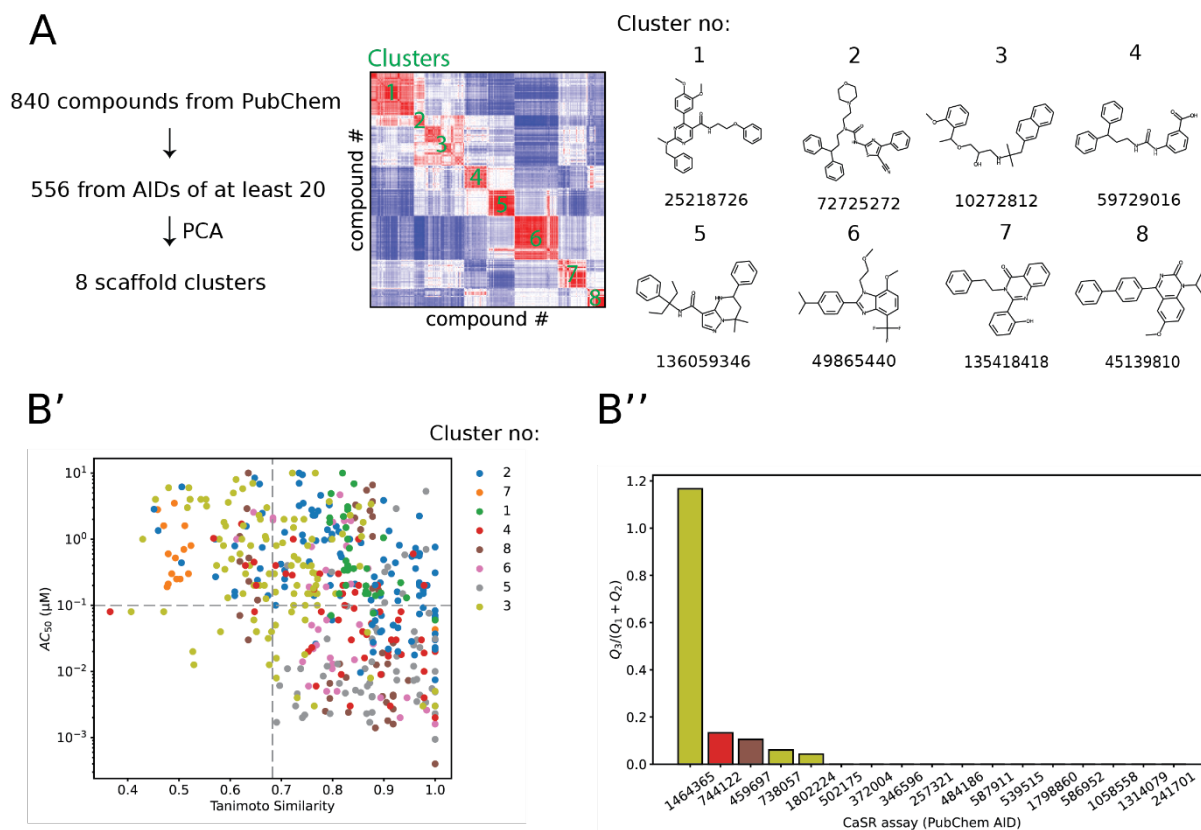 A
840 compounds from PubChem
556 from AIDs of at least 20
PCA
8 scaffold clusters
Clusters
1
2
3
4
5
6
7
8
compound #
compound #
Cluster no:
1 2 3 4
25218726 72725272 10272812 59729016
5 6 7 8
136059346 49865440 135418418 45139810
B'
Cluster no:
2
7
1
4
8
6
5
3
AC50 (μM)
10¹
10⁰
10⁻¹
10⁻²
10⁻³
0.4 0.5 0.6 0.7 0.8 0.9 1.0
Tanimoto Similarity
B''
Q3/(Q1 + Q2)
1.2
1.0
0.8
0.6
0.4
0.2
0.0
1464365 744122 459697 738057 1802224 502175 372004 346596 257321 484186 587911 539515 1798860 586952 1058558 1314079 241701
CaSR assay (PubChem AID)